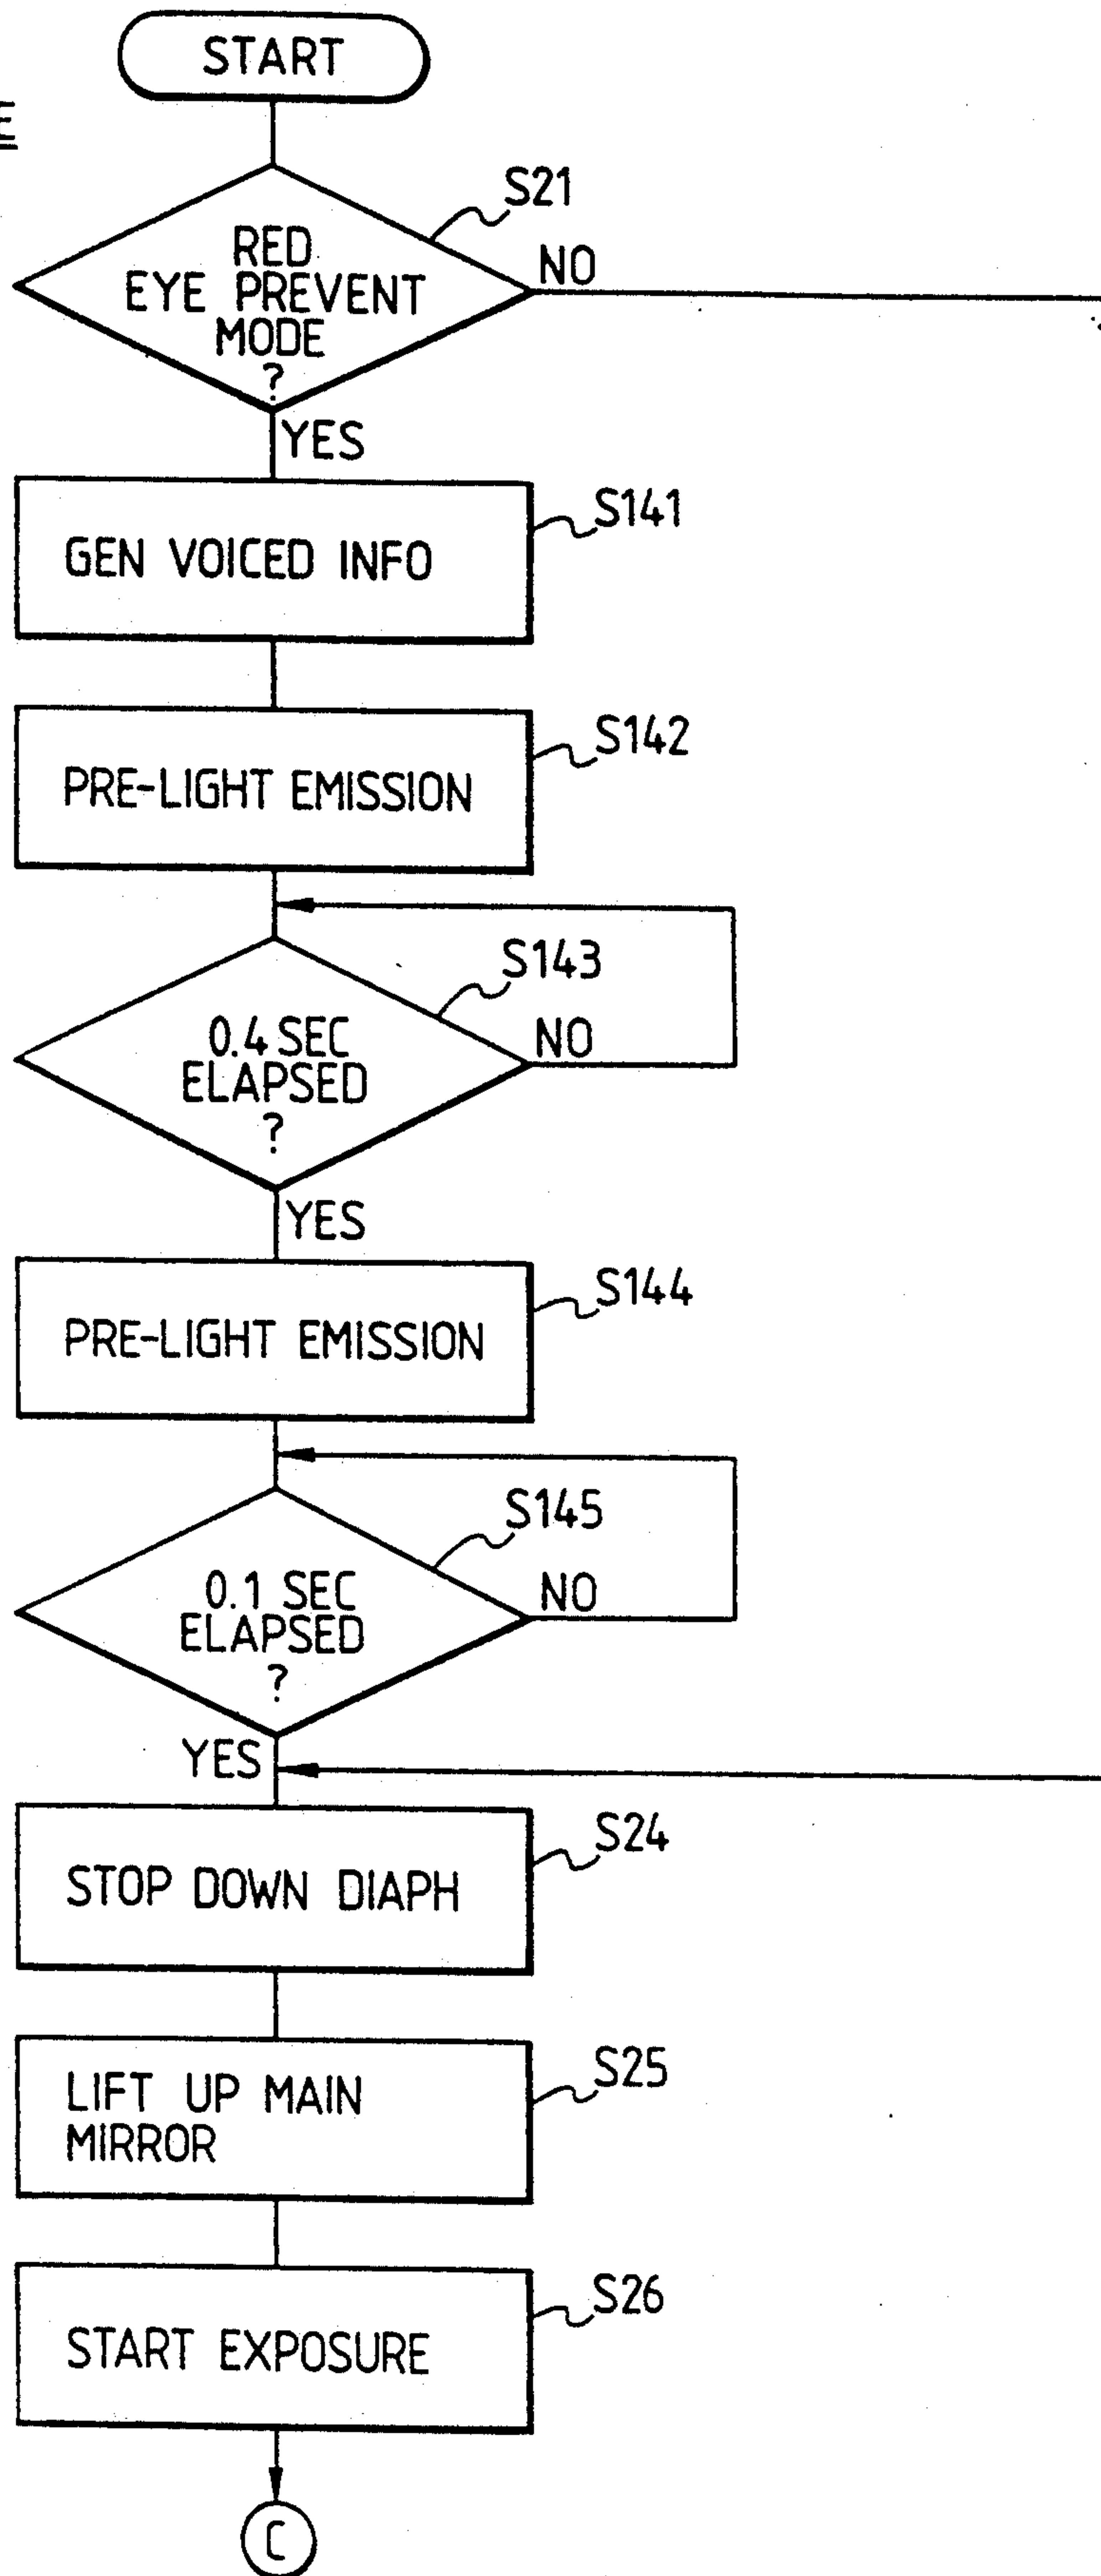 START
E
S21
RED
EYE PREVENT
MODE
?
NO
YES
S141
GEN VOICED INFO
S142
PRE-LIGHT EMISSION
S143
0.4 SEC
ELAPSED
?
NO
YES
S144
PRE-LIGHT EMISSION
S145
0.1 SEC
ELAPSED
?
NO
YES
S24
STOP DOWN DIAPH
S25
LIFT UP MAIN
MIRROR
S26
START EXPOSURE
C